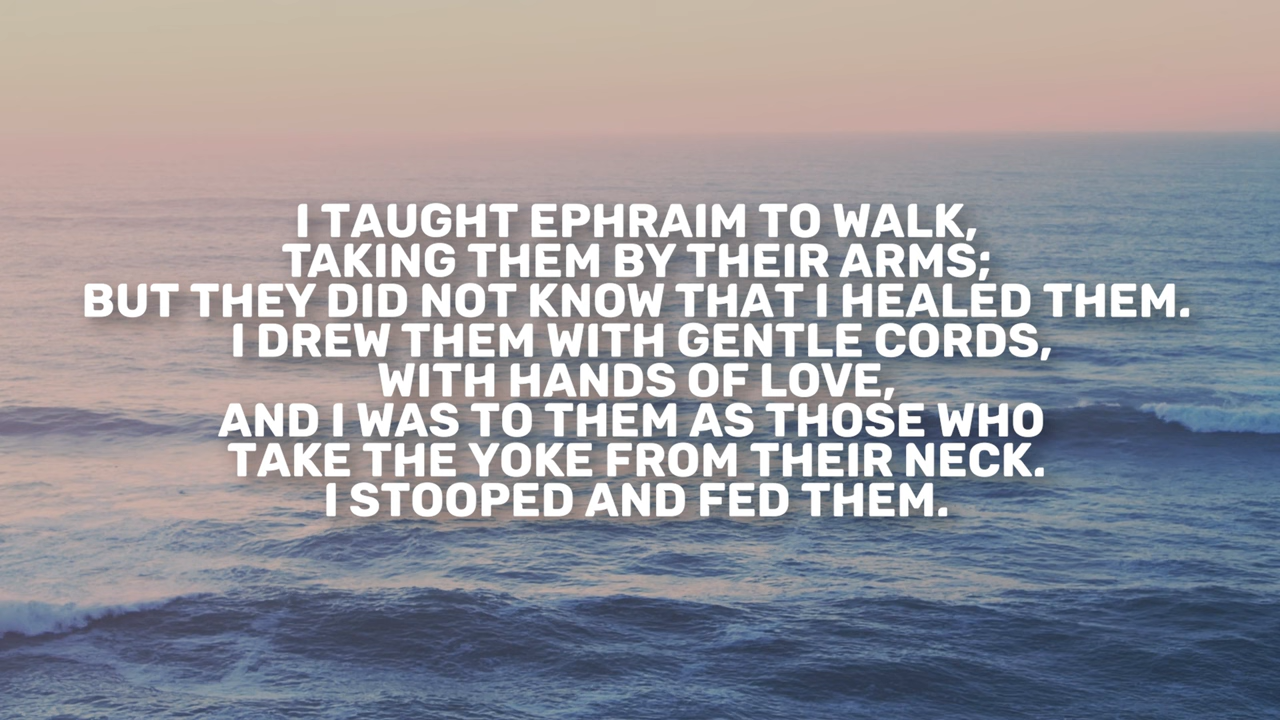 I TAUGHT EPHRAIM TO WALK,
TAKING THEM BY THEIR ARMS;
BUT THEY DID NOT KNOW THAT I HEALED THEM.
I DREW THEM WITH GENTLE CORDS,
WITH HANDS OF LOVE,
AND I WAS TO THEM AS THOSE WHO
TAKE THE YOKE FROM THEIR NECK.
I STOOPED AND FED THEM.